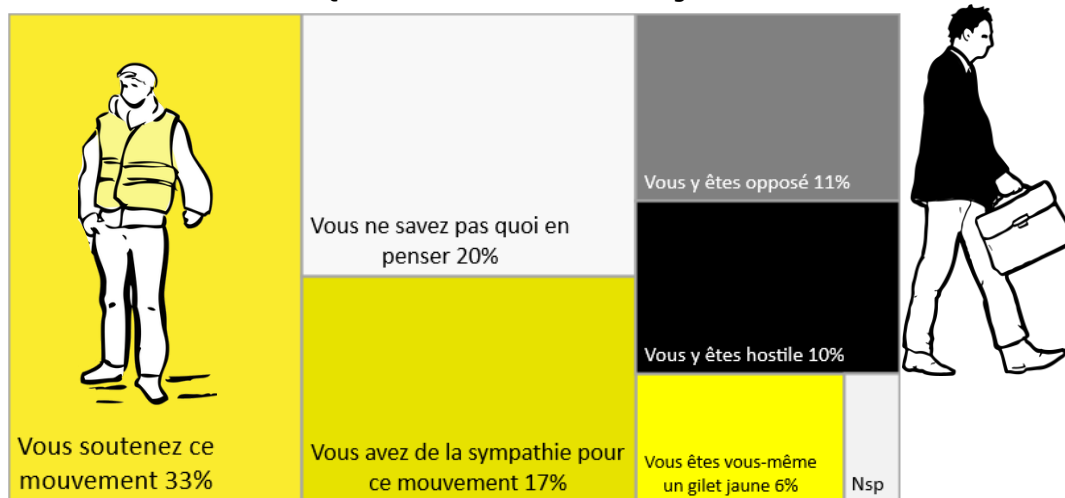 Vous soutenez ce
mouvement 33%
Vous ne savez pas quoi en
penser 20%
Vous avez de la sympathie pour
ce mouvement 17%
Vous y êtes opposé 11%
Vous y êtes hostile 10%
Vous êtes vous-même
un gilet jaune 6%
Nsp